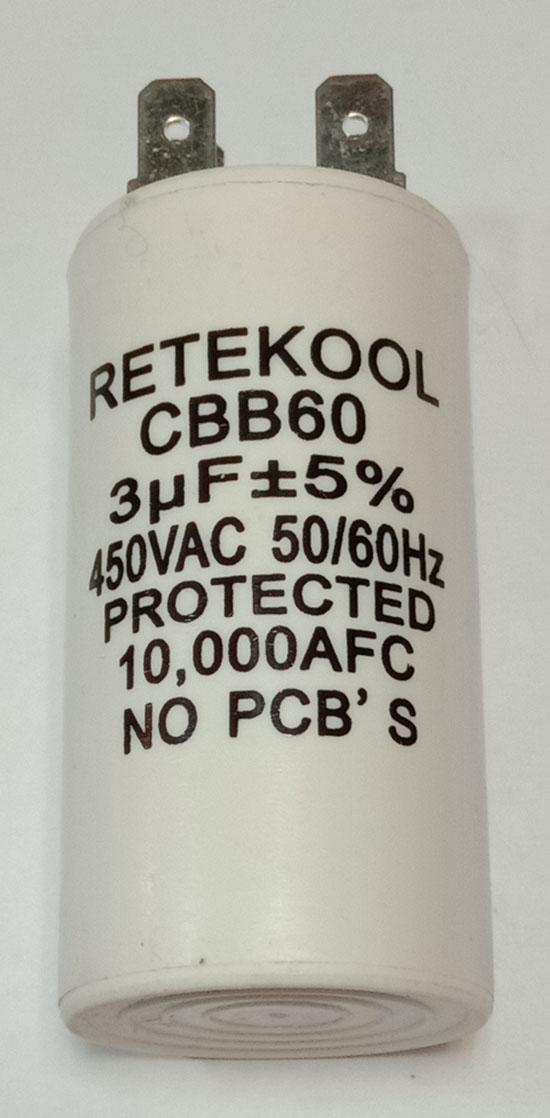 RETEKOOL
CBB60
3µF±5%
450VAC 50/60Hz
PROTECTED
10,000AFC
NO PCB' S